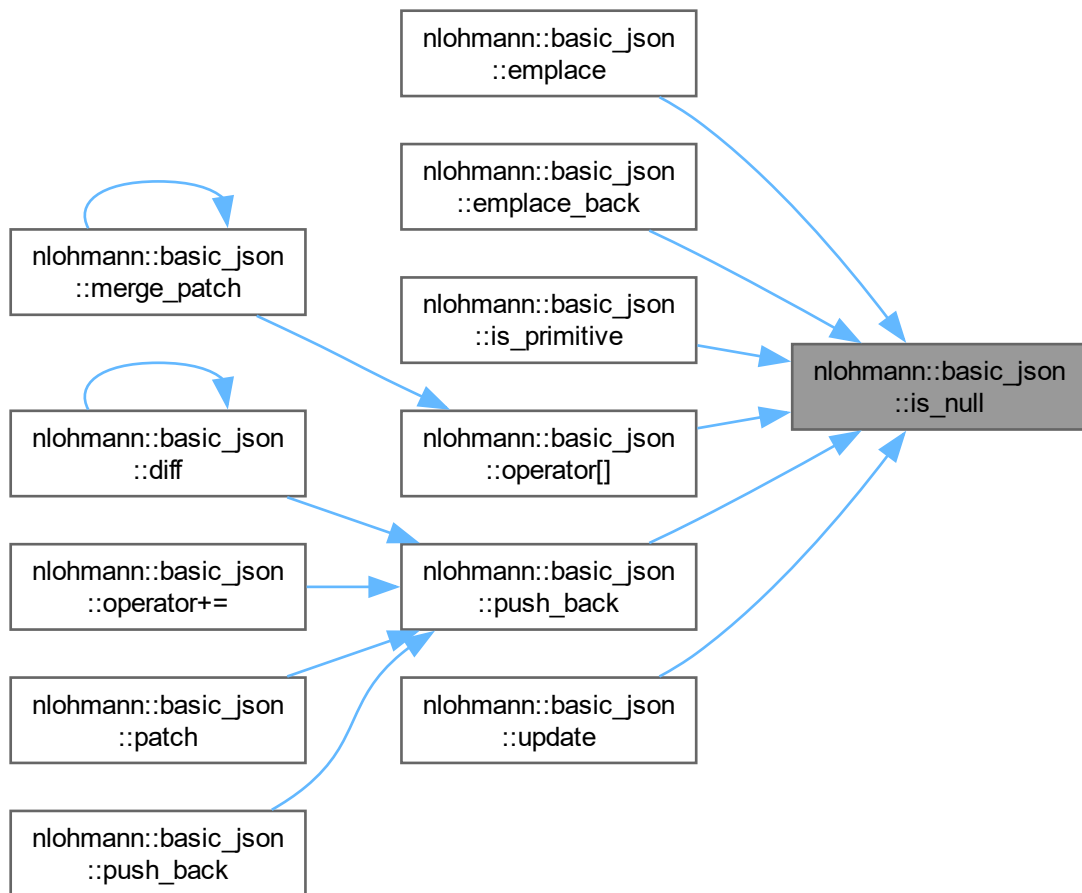 nlohmann::basic_json
::emplace
nlohmann::basic_json
::emplace_back
nlohmann::basic_json
::merge_patch
nlohmann::basic_json
::is_primitive
nlohmann::basic_json
::is_null
nlohmann::basic_json
::diff
nlohmann::basic_json
::operator[]
nlohmann::basic_json
::operator+=
nlohmann::basic_json
::push_back
nlohmann::basic_json
::patch
nlohmann::basic_json
::update
nlohmann::basic_json
::push_back